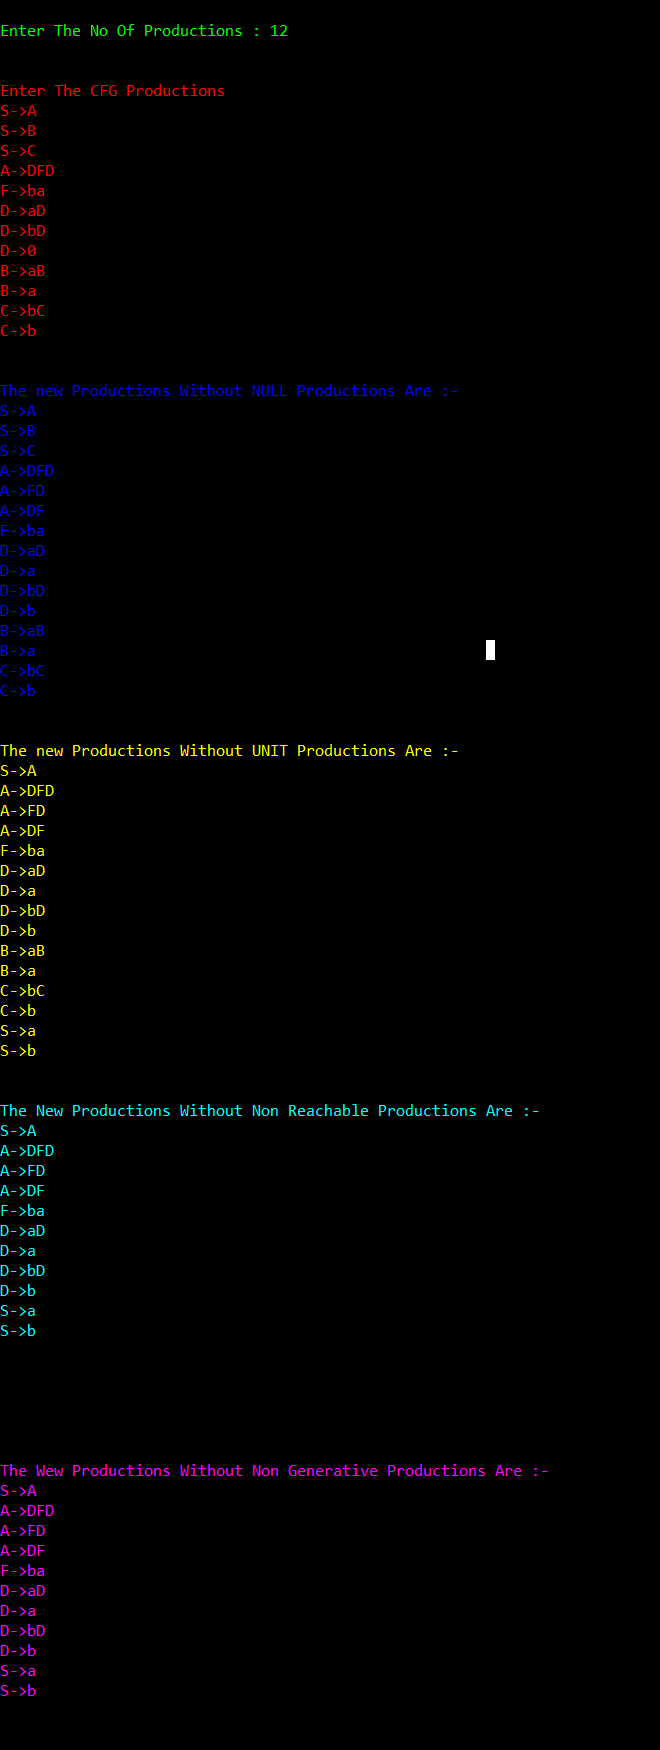 Enter The No Of Productions : 12
Enter The CFG Productions
S->A
S->B
S->C
A->DFD
F->ba
D->aD
D->bD
D->0
B->aB
B->a
C->bC
C->b
The new Productions Without NULL Productions Are :-
S->A
S->B
S->C
A->DFD
A->FD
A->DF
F->ba
D->aD
D->a
D->bD
D->b
B->aB
B->a
C->bC
C->b
The new Productions Without UNIT Productions Are :-
S->A
A->DFD
A->FD
A->DF
F->ba
D->aD
D->a
D->bD
D->b
B->aB
B->a
C->bC
C->b
S->a
S->b
The New Productions Without Non Reachable Productions Are :-
S->A
A->DFD
A->FD
A->DF
F->ba
D->aD
D->a
D->bD
D->b
S->a
S->b
The Wew Productions Without Non Generative Productions Are :-
S->A
A->DFD
A->FD
A->DF
F->ba
D->aD
D->a
D->bD
D->b
S->a
S->b